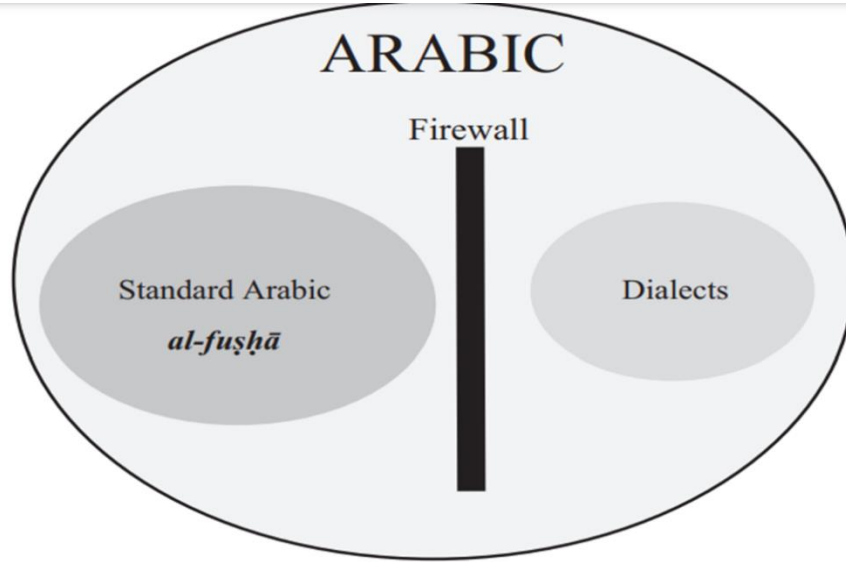 ARABIC
Firewall
Standard Arabic
al-fuṣḥā
Dialects